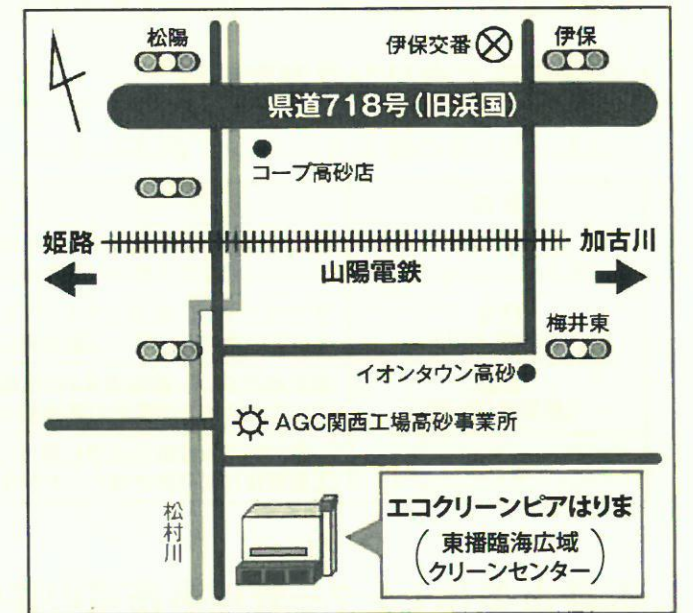 松陽
伊保交番
伊保
県道718号(旧浜国)
コープ高砂店
姫路
加古川
山陽電鉄
梅井東
イオンタウン高砂
AGC関西工場高砂事業所
松村川
エコクリーンピアはりま
(東播臨海広域
クリーンセンター)